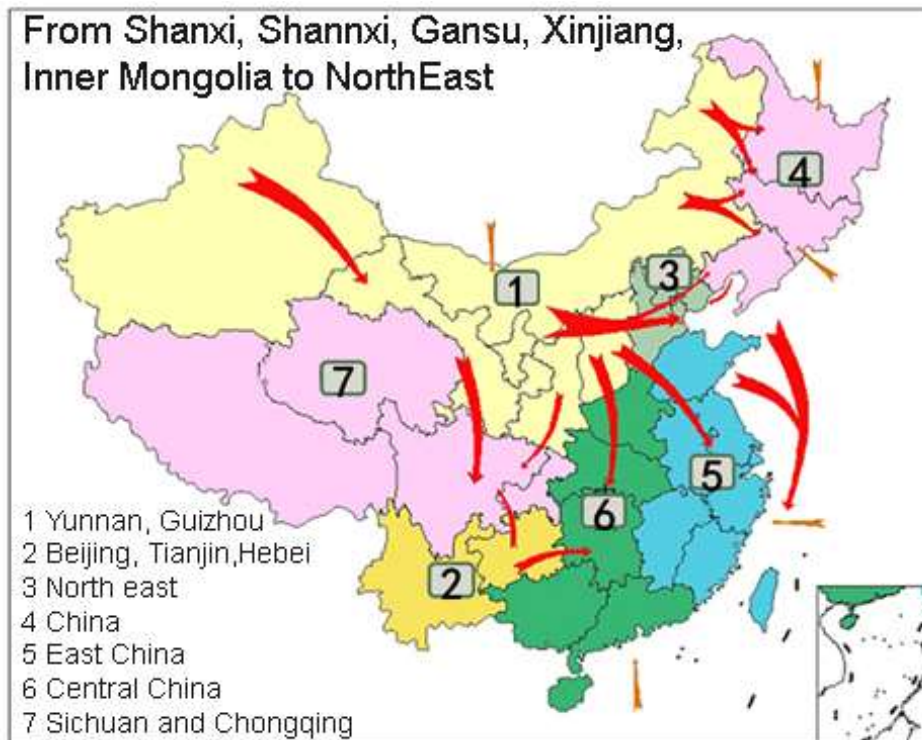 From Shanxi, Shannxi, Gansu, Xinjiang,
Inner Mongolia to NorthEast
4
3
1
7
5
6
2
1 Yunnan, Guizhou
2 Beijing, Tianjin,Hebei
3 North east
4 China
5 East China
6 Central China
7 Sichuan and Chongqing